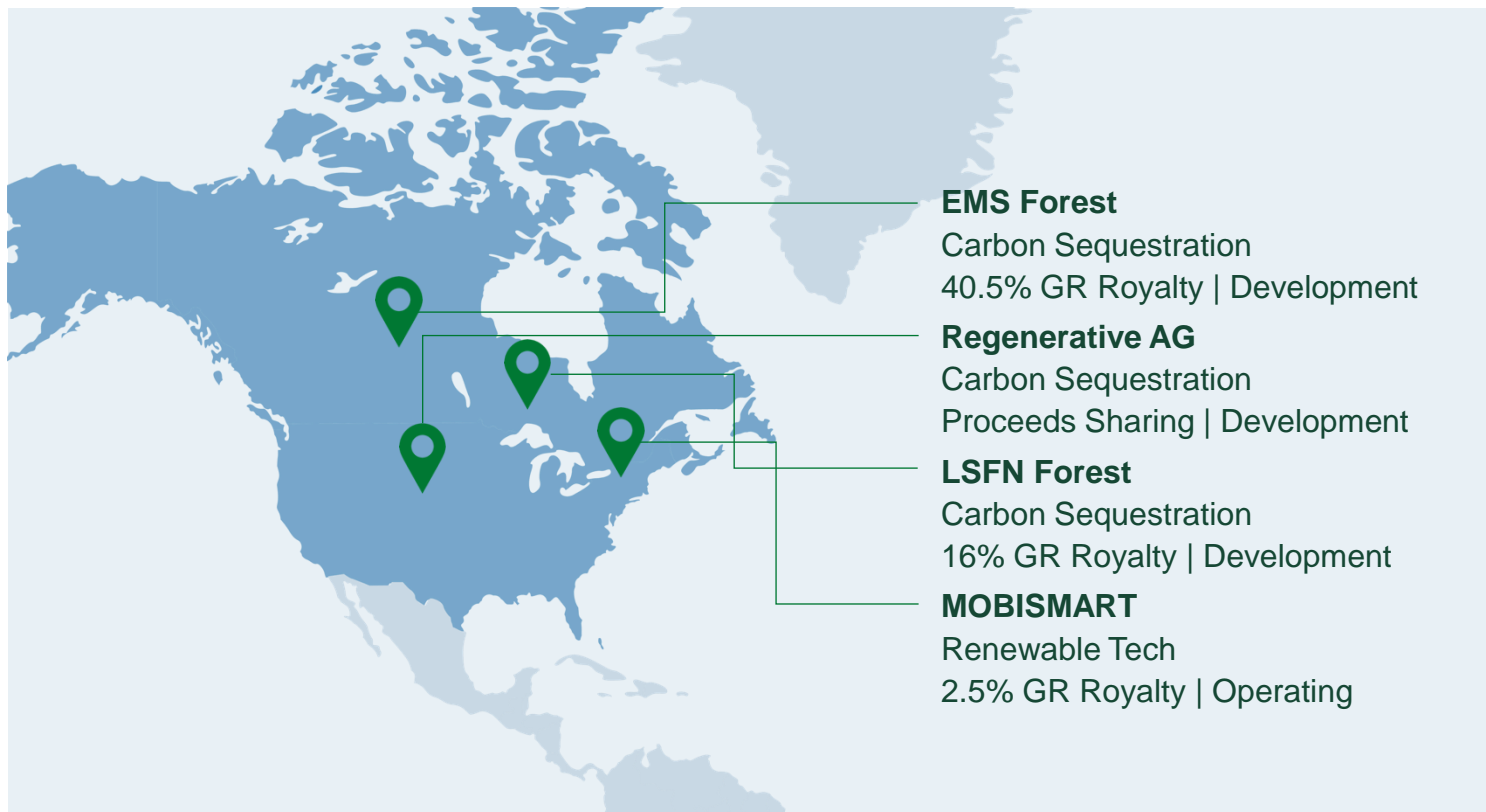 EMS Forest
Carbon Sequestration
40.5% GR Royalty | Development
Regenerative AG
Carbon Sequestration
Proceeds Sharing | Development
LSFN Forest
Carbon Sequestration
16% GR Royalty | Development
MOBISMART
Renewable Tech
2.5% GR Royalty | Operating